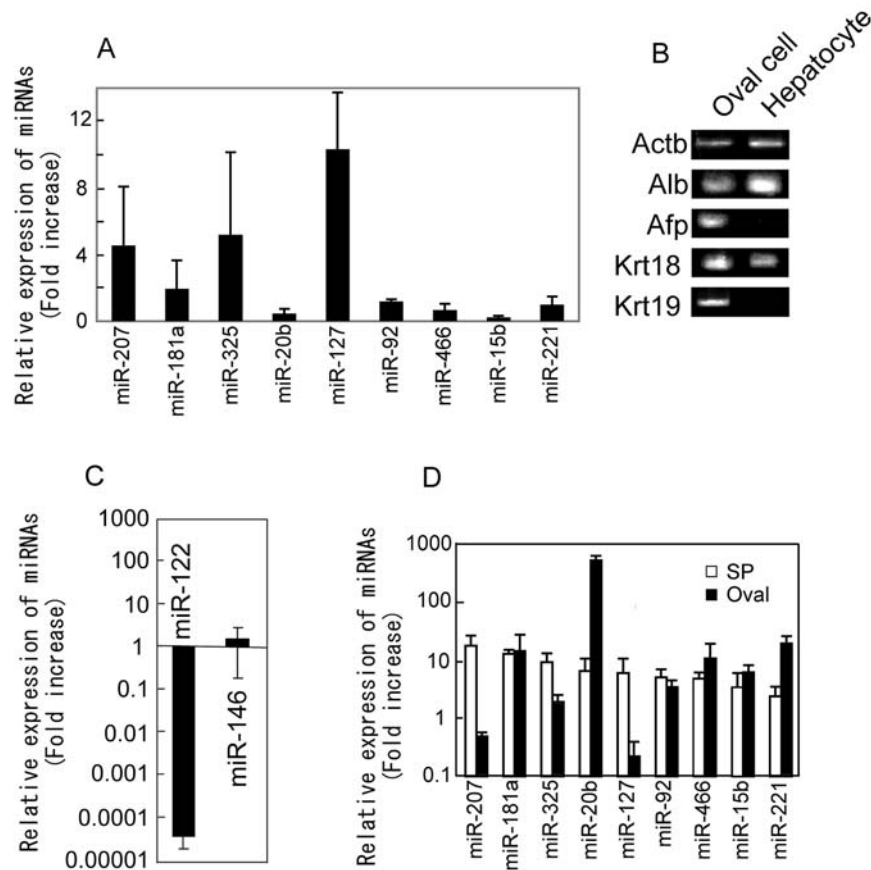 A
Relative expression of miRNAs
(Fold increase)
12
8
4
0
miR-207
miR-181a
miR-325
miR-20b
miR-127
miR-92
miR-466
miR-15b
miR-221
B
Oval cell
Hepatocyte
Actb
Alb
Afp
Krt18
Krt19
C
Relative expression of miRNAs
(Fold increase)
1000
100
10
1
0.1
0.01
0.001
0.0001
0.00001
miR-122
miR-146
D
Relative expression of miRNAs
(Fold increase)
1000
100
10
1
0.1
SP
Oval
miR-207
miR-181a
miR-325
miR-20b
miR-127
miR-92
miR-466
miR-15b
miR-221